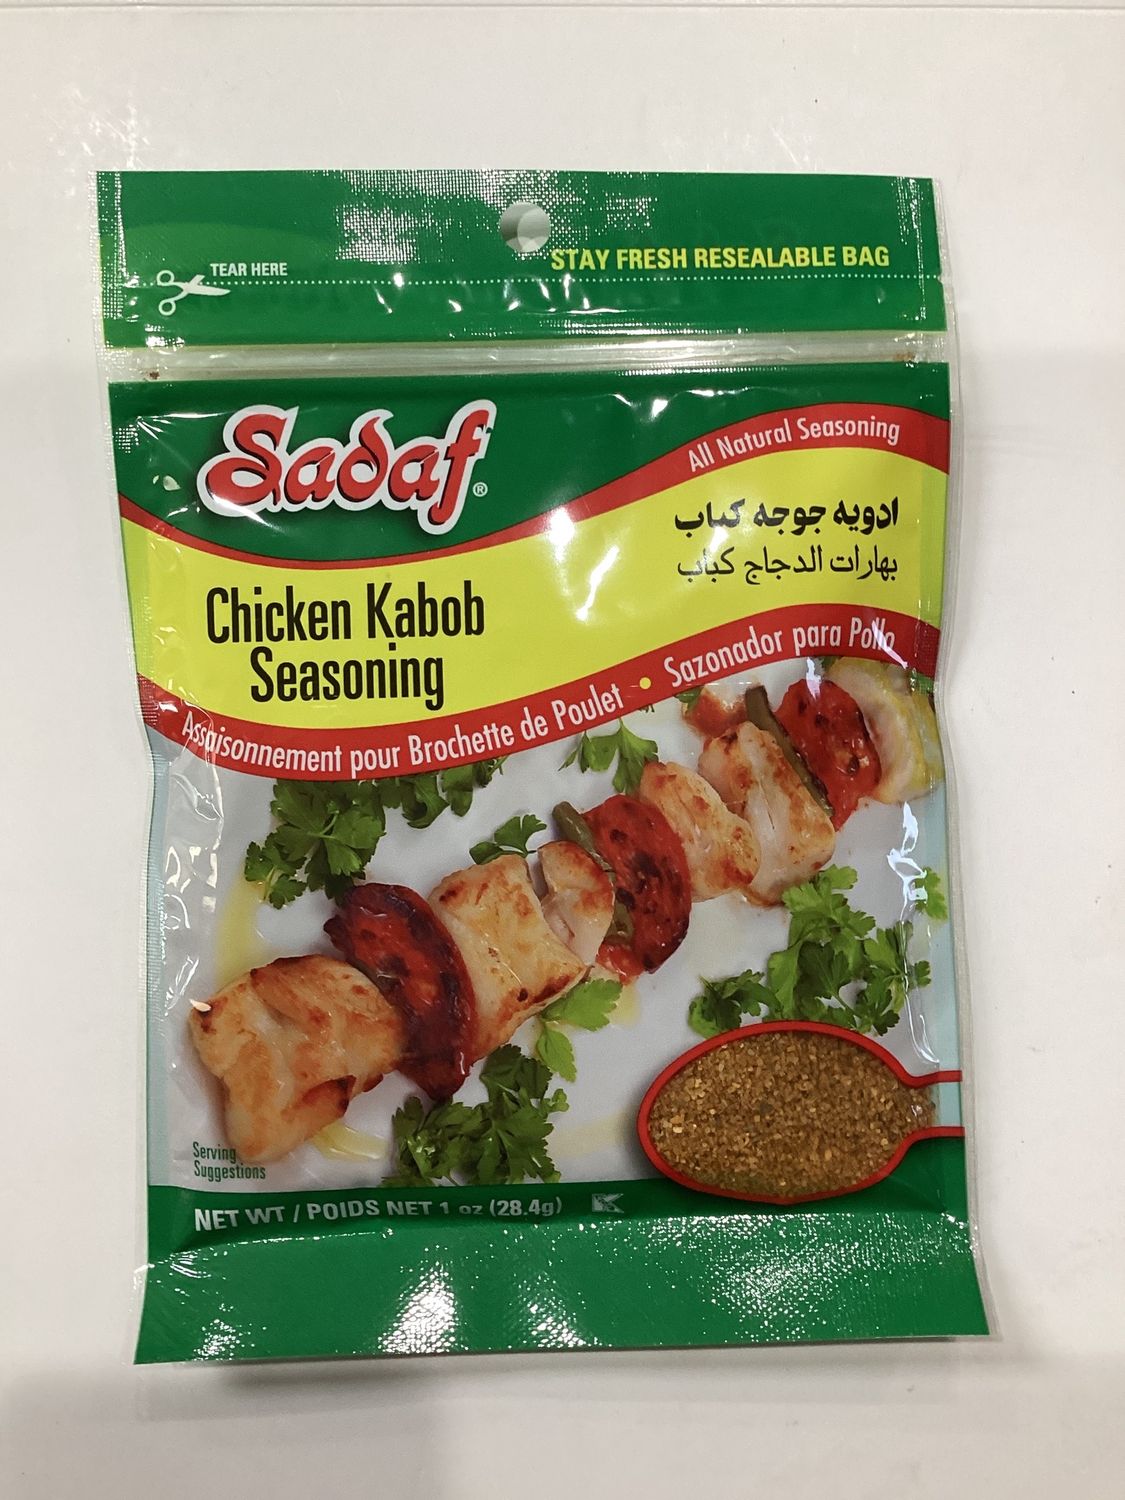 STAY FRESH RESEALABLE BAG
TEAR HERE
Sadaf®
All Natural Seasoning
ادویه جوجه کباب
بهارات الدجاج كباب
Chicken Kabob
Seasoning
Assaisonnement pour Brochette de Poulet • Sazonador para Pollo
Serving
Suggestions
NET WT / POIDS NET 1 oz (28.4g)
K